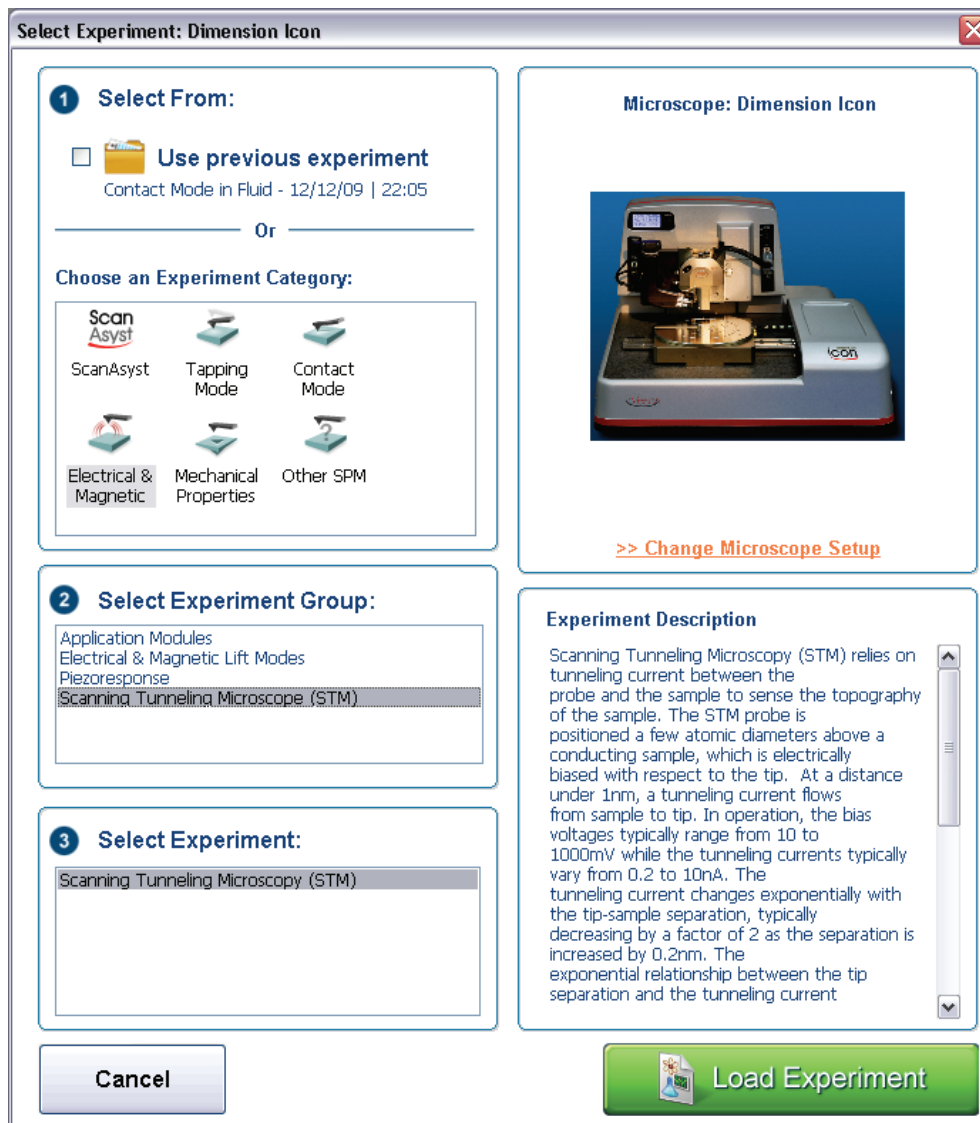 Select Experiment: Dimension Icon
1 Select From:
Use previous experiment
Contact Mode in Fluid - 12/12/09 | 22:05
Or
Choose an Experiment Category:
Scan
Asyst
ScanAsyst
Tapping
Mode
Contact
Mode
Electrical &
Magnetic
Mechanical
Properties
?
Other SPM
2 Select Experiment Group:
Application Modules
Electrical & Magnetic Lift Modes
Piezoresponse
Scanning Tunneling Microscope (STM)
3 Select Experiment:
Scanning Tunneling Microscopy (STM)
Cancel
Microscope: Dimension Icon
icon
>> Change Microscope Setup
Experiment Description
Scanning Tunneling Microscopy (STM) relies on
tunneling current between the
probe and the sample to sense the topography
of the sample. The STM probe is
positioned a few atomic diameters above a
conducting sample, which is electrically
biased with respect to the tip. At a distance
under 1nm, a tunneling current flows
from sample to tip. In operation, the bias
voltages typically range from 10 to
1000mV while the tunneling currents typically
vary from 0.2 to 10nA. The
tunneling current changes exponentially with
the tip-sample separation, typically
decreasing by a factor of 2 as the separation is
increased by 0.2nm. The
exponential relationship between the tip
separation and the tunneling current
Load Experiment